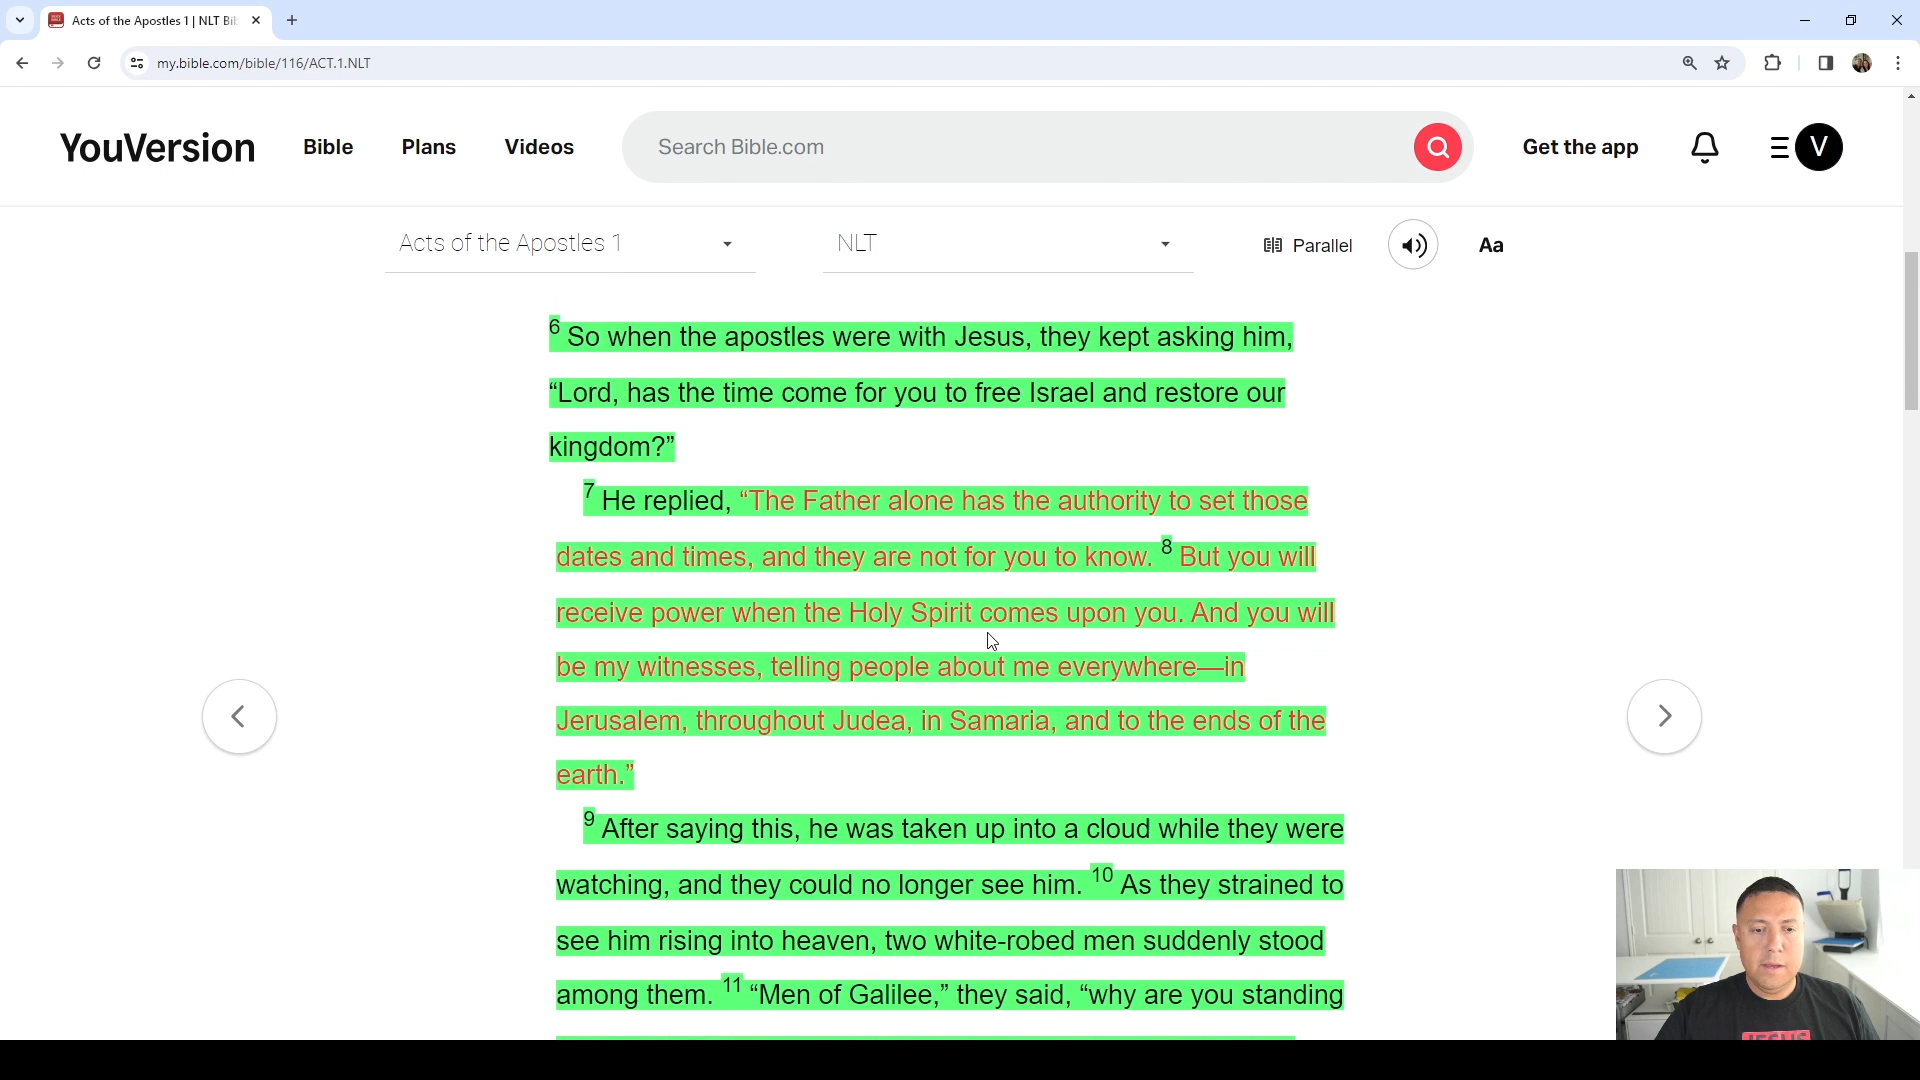 Acts of the Apostles 1 | NLT Bi
my.bible.com/bible/116/ACT.1.NLT
YouVersion Bible Plans Videos Search Bible.com Get the app V
Acts of the Apostles 1 NLT Parallel Aa
6 So when the apostles were with Jesus, they kept asking him,
“Lord, has the time come for you to free Israel and restore our
kingdom?”
7 He replied, “The Father alone has the authority to set those
dates and times, and they are not for you to know. 8 But you will
receive power when the Holy Spirit comes upon you. And you will
be my witnesses, telling people about me everywhere—in
Jerusalem, throughout Judea, in Samaria, and to the ends of the
earth.”
9 After saying this, he was taken up into a cloud while they were
watching, and they could no longer see him. 10 As they strained to
see him rising into heaven, two white-robed men suddenly stood
among them. 11 “Men of Galilee,” they said, “why are you standing
JESUS